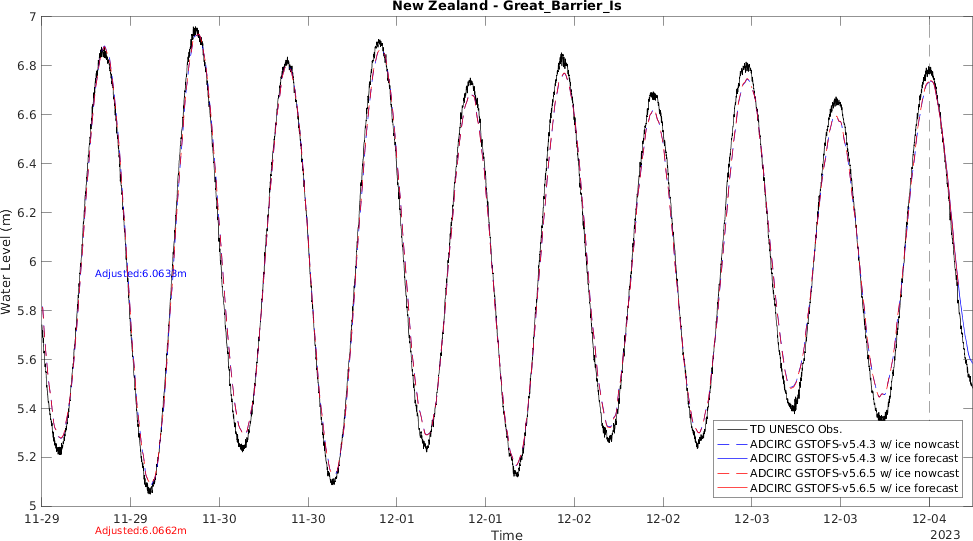 New Zealand - Great_Barrier_Is
7
6.8
6.6
6.4
6.2
6
5.8
5.6
5.4
5.2
5
Water Level (m)
Adjusted:6.0633m
TD UNESCO Obs.
ADCIRC GSTOFS-v5.4.3 w/ ice nowcast
ADCIRC GSTOFS-v5.4.3 w/ ice forecast
ADCIRC GSTOFS-v5.6.5 w/ ice nowcast
ADCIRC GSTOFS-v5.6.5 w/ ice forecast
11-29 11-29 11-30 11-30 12-01 12-01 12-02 12-02 12-03 12-03 12-04
Adjusted:6.0662m
Time
2023